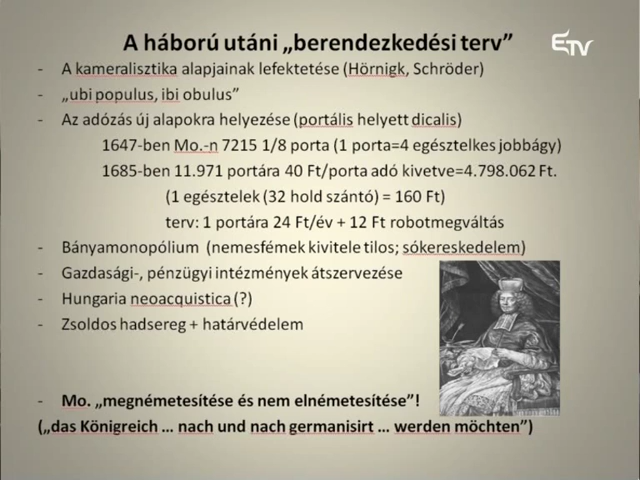 ETV
A háború utáni „berendezkedési terv”
- A kameralisztika alapjainak lefektetése (Hörnigk, Schröder)
- „ubi populus, ibi obulus”
- Az adózás új alapokra helyezése (portális helyett dicalis)
1647-ben Mo.-n 7215 1/8 porta (1 porta=4 egésztelkes jobbágy)
1685-ben 11.971 portára 40 Ft/porta adó kivetve=4.798.062 Ft.
(1 egésztelek (32 hold szántó) = 160 Ft)
terv: 1 portára 24 Ft/év + 12 Ft robotmegváltás
- Bányamonopólium (nemesfémek kivitele tilos; sókereskedelem)
- Gazdasági-, pénzügyi intézmények átszervezése
- Hungaria neoacquistica (?)
- Zsoldos hadsereg + határvédelem
- Mo. „megnémetesítése és nem elnémetesítése”!
(„das Königreich … nach und nach germanisirt … werden möchten”)